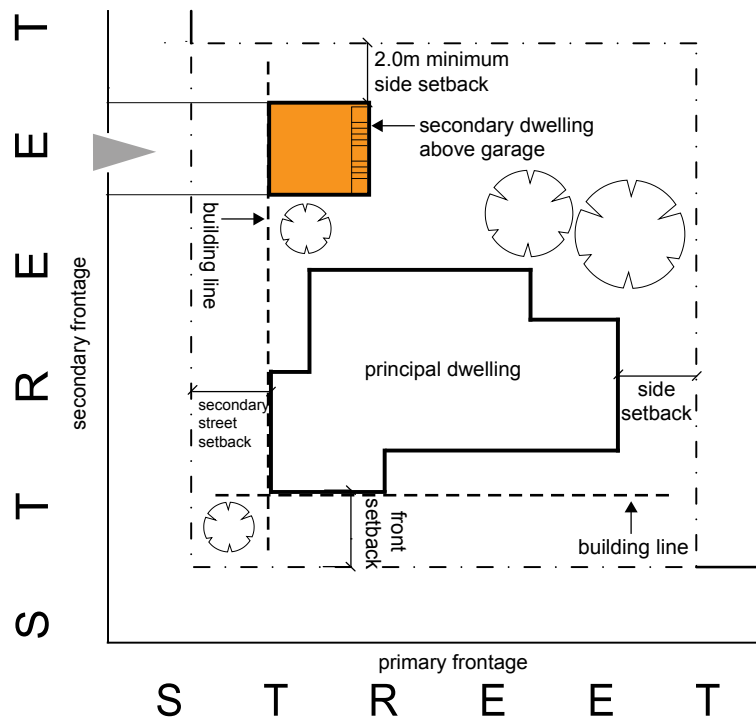 STREET
2.0m minimum
side setback
secondary dwelling
above garage
building
line
secondary frontage
principal dwelling
secondary
street
setback
side
setback
front
setback
building line
primary frontage
STREET